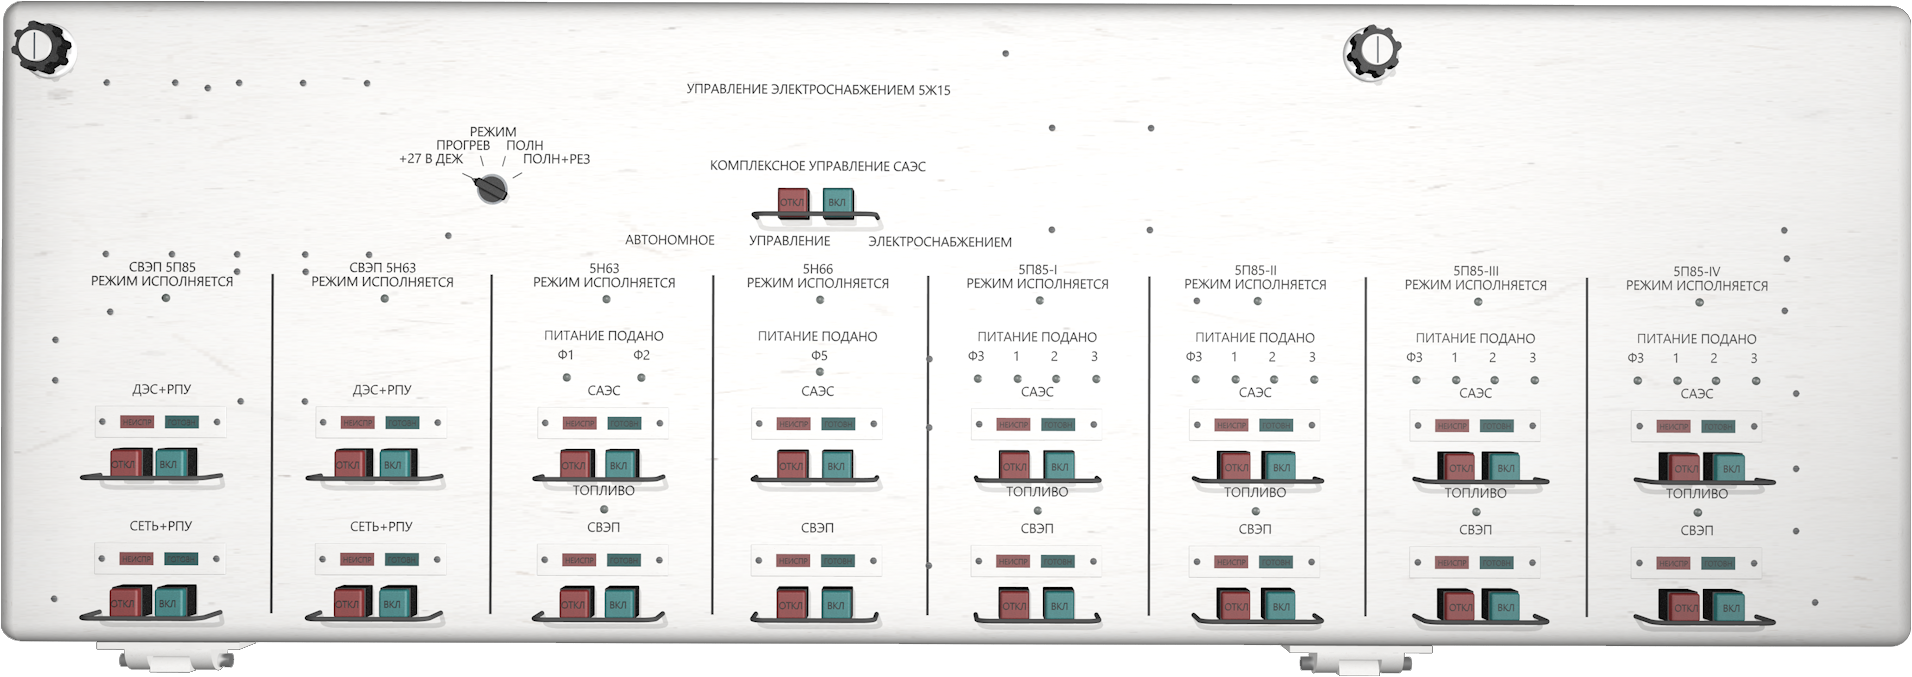 УПРАВЛЕНИЕ ЭЛЕКТРОСНАБЖЕНИЕМ 5Ж15
РЕЖИМ
ПРОГРЕВ ПОЛН
+27 В ДЕЖ ПОЛН+РЕЗ
КОМПЛЕКСНОЕ УПРАВЛЕНИЕ САЭС
ОТКЛ ВКЛ
АВТОНОМНОЕ УПРАВЛЕНИЕ ЭЛЕКТРОСНАБЖЕНИЕМ
СВЭП 5П85
РЕЖИМ ИСПОЛНЯЕТСЯ
ДЭС+РПУ
НЕИСПР ГОТОВН
ОТКЛ ВКЛ
СЕТЬ+РПУ
НЕИСПР ГОТОВН
ОТКЛ ВКЛ
СВЭП 5Н63
РЕЖИМ ИСПОЛНЯЕТСЯ
ДЭС+РПУ
НЕИСПР ГОТОВН
ОТКЛ ВКЛ
СЕТЬ+РПУ
НЕИСПР ГОТОВН
ОТКЛ ВКЛ
5Н63
РЕЖИМ ИСПОЛНЯЕТСЯ
ПИТАНИЕ ПОДАНО
Ф1 Ф2
САЭС
НЕИСПР ГОТОВН
ОТКЛ ВКЛ
ТОПЛИВО
СВЭП
НЕИСПР ГОТОВН
ОТКЛ ВКЛ
5Н66
РЕЖИМ ИСПОЛНЯЕТСЯ
ПИТАНИЕ ПОДАНО
Ф5
САЭС
НЕИСПР ГОТОВН
ОТКЛ ВКЛ
СВЭП
НЕИСПР ГОТОВН
ОТКЛ ВКЛ
5П85-I
РЕЖИМ ИСПОЛНЯЕТСЯ
ПИТАНИЕ ПОДАНО
Ф3 1 2 3
САЭС
НЕИСПР ГОТОВН
ОТКЛ ВКЛ
ТОПЛИВО
СВЭП
НЕИСПР ГОТОВН
ОТКЛ ВКЛ
5П85-II
РЕЖИМ ИСПОЛНЯЕТСЯ
ПИТАНИЕ ПОДАНО
Ф3 1 2 3
САЭС
НЕИСПР ГОТОВН
ОТКЛ ВКЛ
ТОПЛИВО
СВЭП
НЕИСПР ГОТОВН
ОТКЛ ВКЛ
5П85-III
РЕЖИМ ИСПОЛНЯЕТСЯ
ПИТАНИЕ ПОДАНО
Ф3 1 2 3
САЭС
НЕИСПР ГОТОВН
ОТКЛ ВКЛ
ТОПЛИВО
СВЭП
НЕИСПР ГОТОВН
ОТКЛ ВКЛ
5П85-IV
РЕЖИМ ИСПОЛНЯЕТСЯ
ПИТАНИЕ ПОДАНО
Ф3 1 2 3
САЭС
НЕИСПР ГОТОВН
ОТКЛ ВКЛ
ТОПЛИВО
СВЭП
НЕИСПР ГОТОВН
ОТКЛ ВКЛ